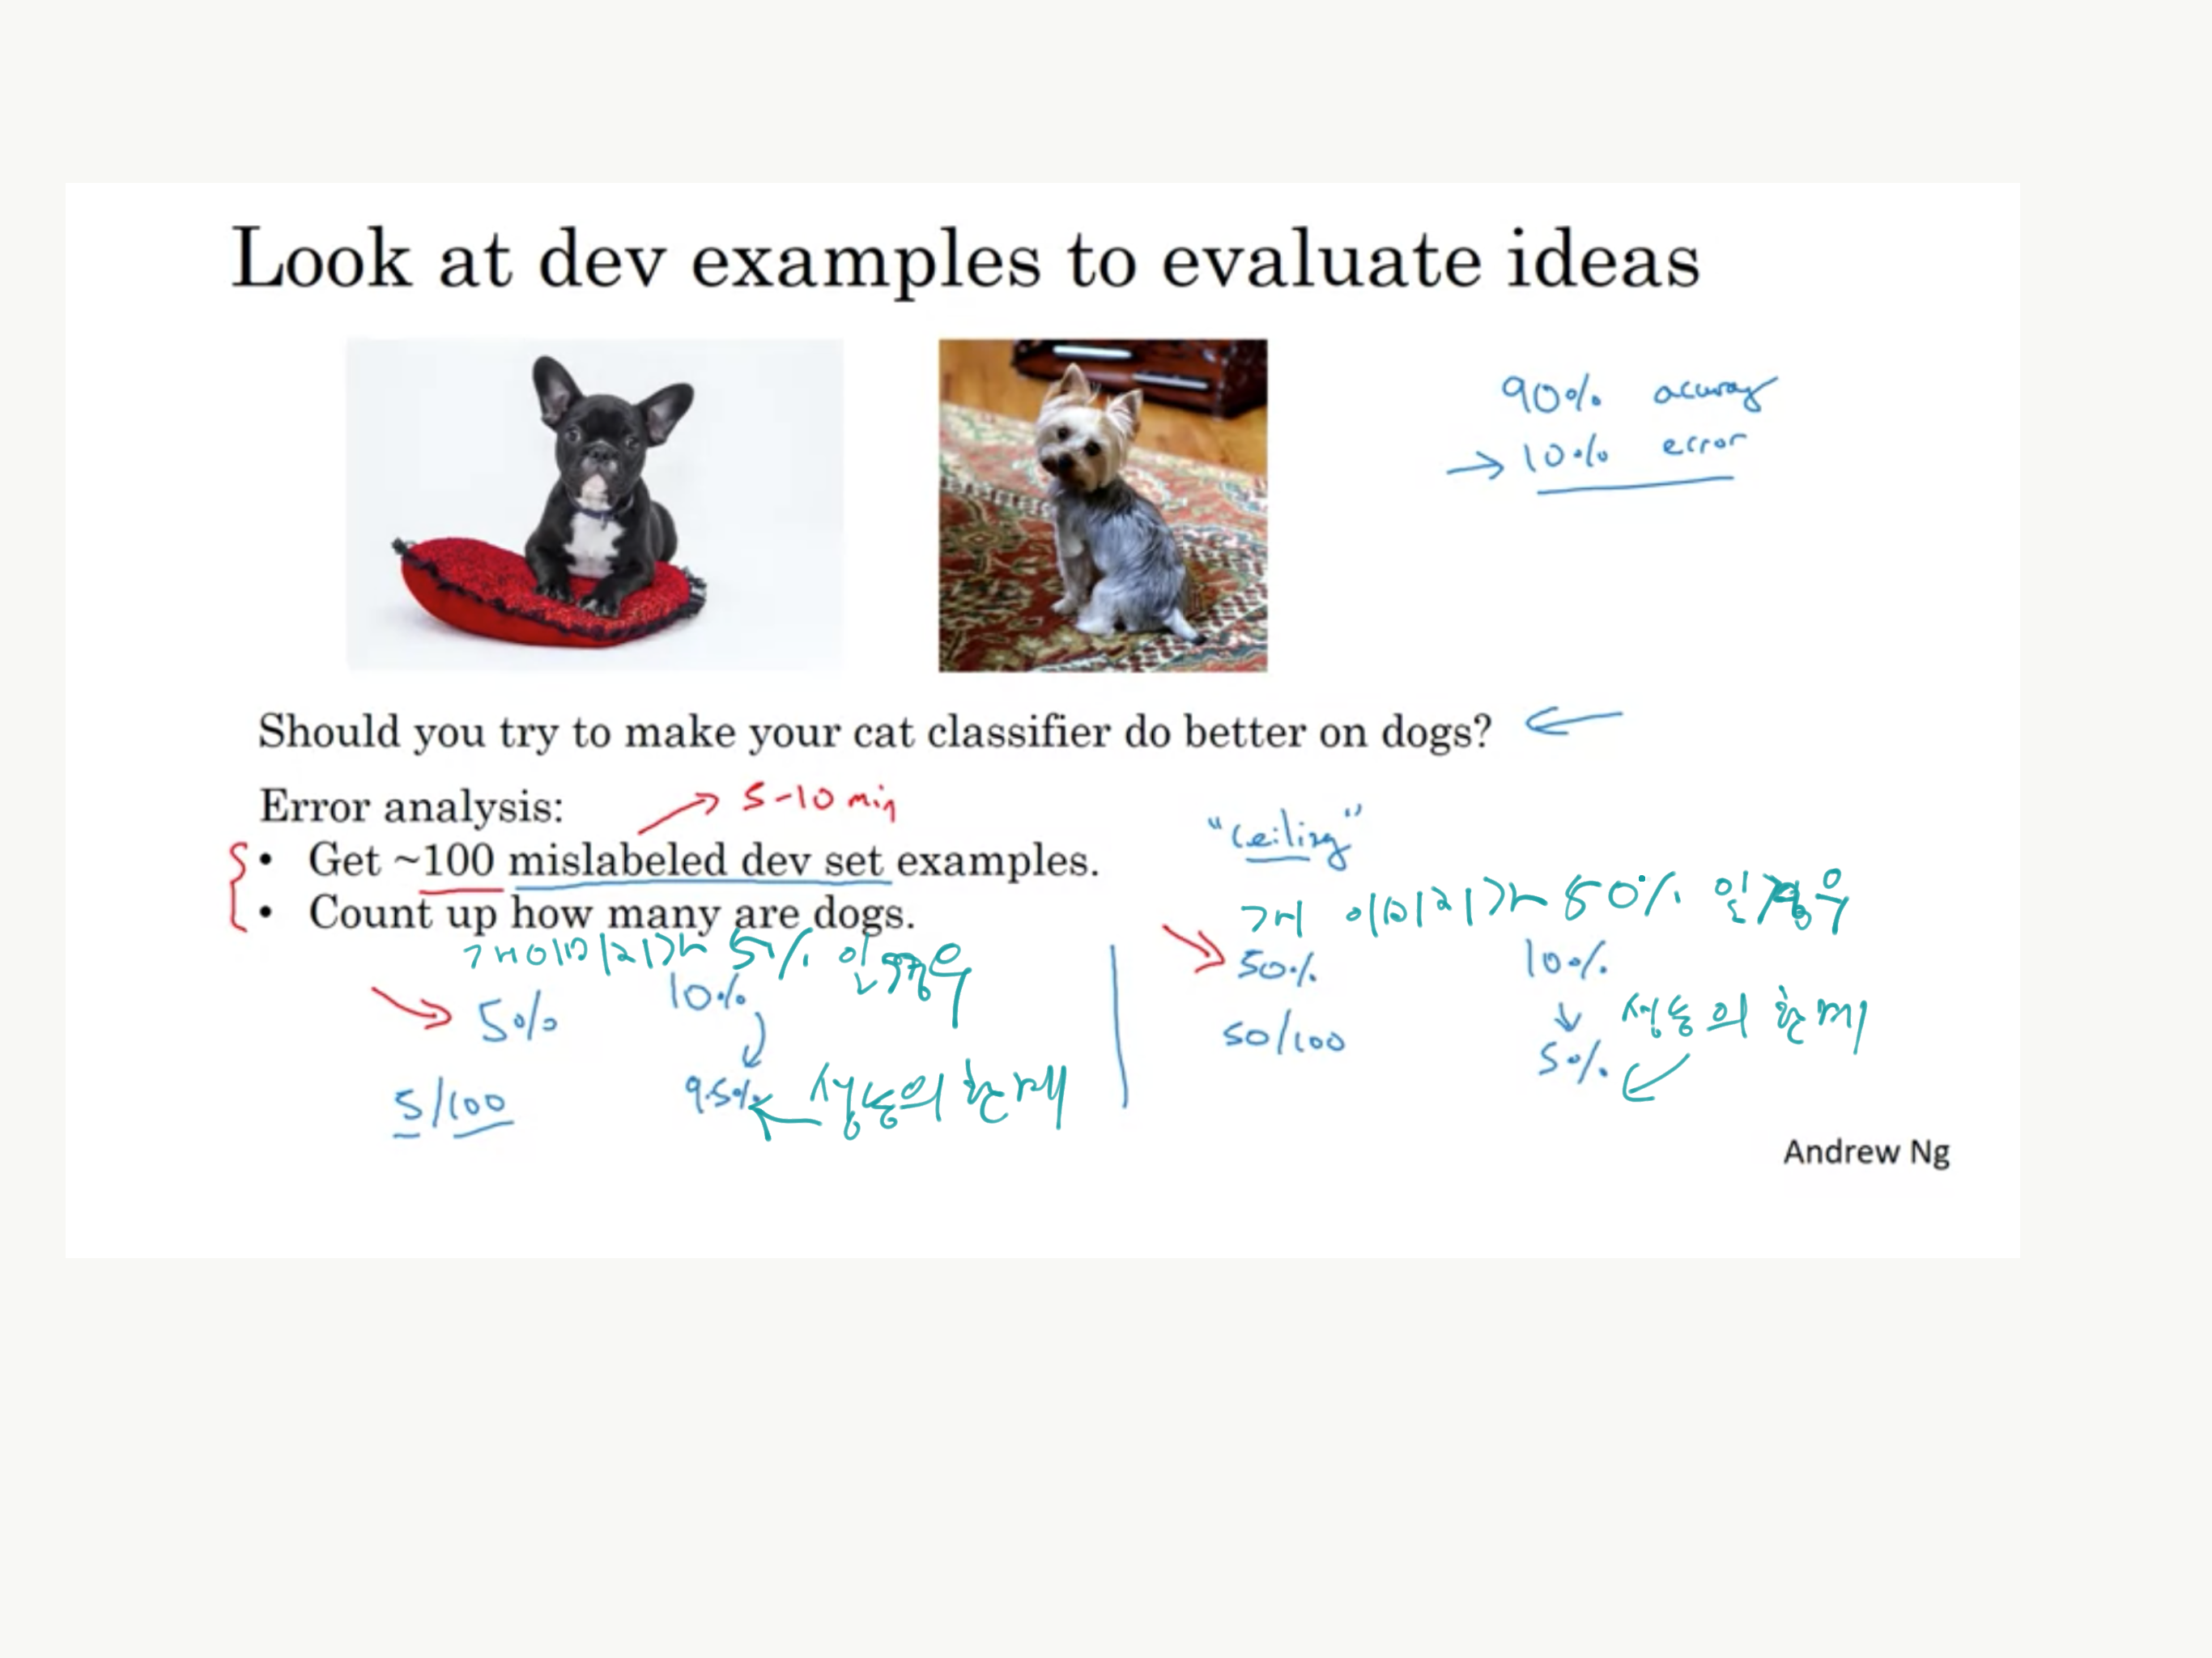 Look at dev examples to evaluate ideas
90% accuracy
→ 10% error
Should you try to make your cat classifier do better on dogs? ←
Error analysis:
→ 5-10 min
• Get ~100 mislabeled dev set examples.
• Count up how many are dogs.
"ceiling"
개이미지가 5% 인경우
→ 5% 10%
5/100 9.5% ← 성능의 한계
개 이미지가 50% 인경우
→ 50% 10%
50/100 ↓ 성능의 한계
5%
Andrew Ng